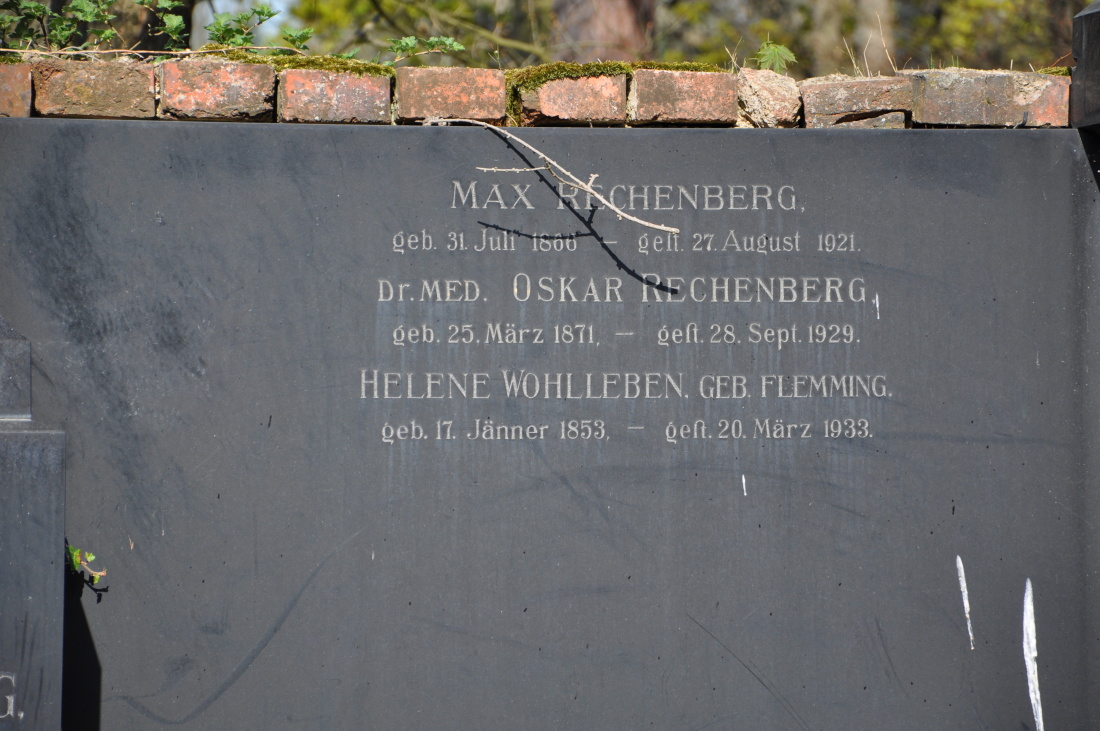 MAX RECHENBERG,
geb. 31. Juli 1866 — gest. 27. August 1921.
Dr. MED. OSKAR RECHENBERG,
geb. 25. März 1871, — gest. 28. Sept. 1929.
HELENE WOHLLEBEN, GEB. FLEMMING.
geb. 17. Jänner 1853, — gest. 20. März 1933.
G.